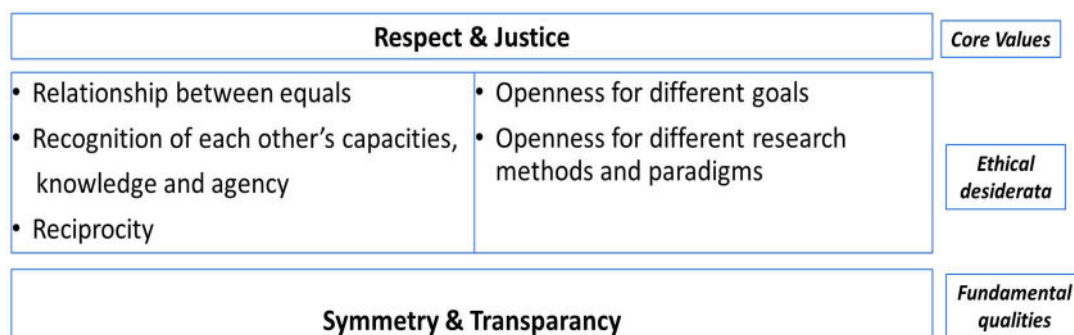 Respect & Justice
Core Values
• Relationship between equals
• Recognition of each other's capacities,
knowledge and agency
• Reciprocity
• Openness for different goals
• Openness for different research
methods and paradigms
Ethical
desiderata
Symmetry & Transparancy
Fundamental
qualities